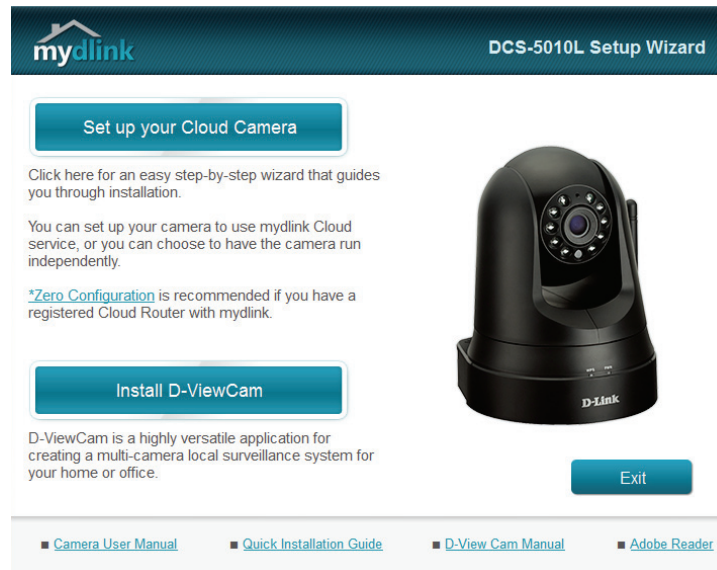 mydlink
DCS-5010L Setup Wizard
Set up your Cloud Camera
Click here for an easy step-by-step wizard that guides
you through installation.
You can set up your camera to use mydlink Cloud
service, or you can choose to have the camera run
independently.
*Zero Configuration is recommended if you have a
registered Cloud Router with mydlink.
Install D-ViewCam
D-ViewCam is a highly versatile application for
creating a multi-camera local surveillance system for
your home or office.
D-Link
Exit
Camera User Manual
Quick Installation Guide
D-View Cam Manual
Adobe Reader